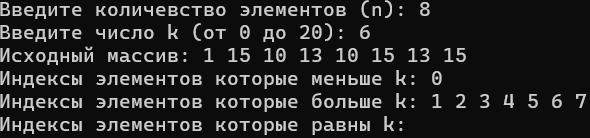 Введите количевство элементов (n): 8
Введите число k (от 0 до 20): 6
Исходный массив: 1 15 10 13 10 15 13 15
Индексы элементов которые меньше k: 0
Индексы элементов которые больше k: 1 2 3 4 5 6 7
Индексы элементов которые равны k: